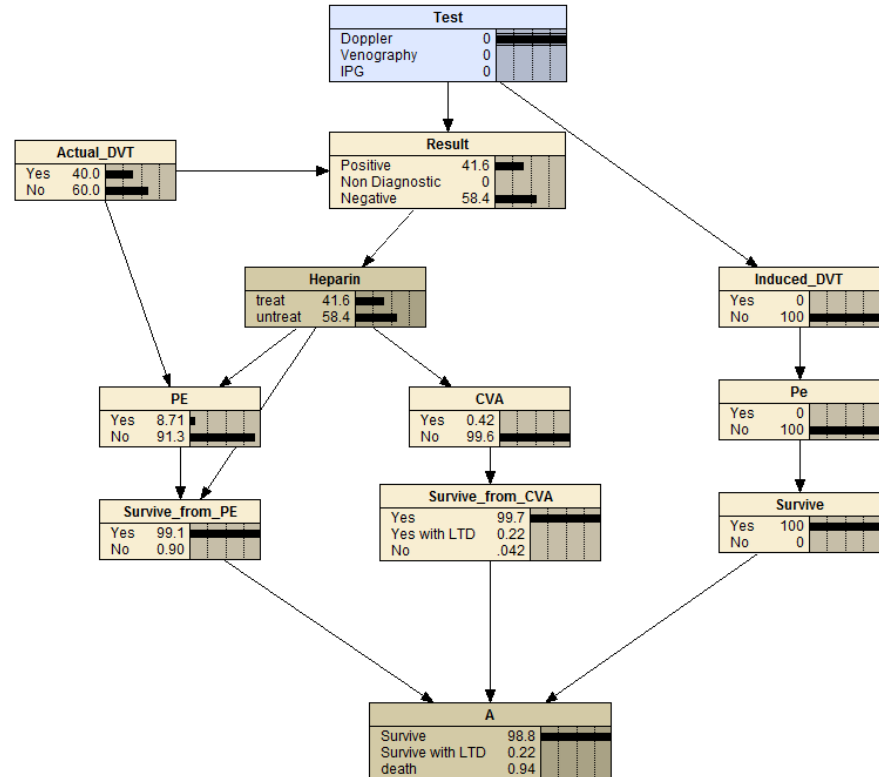 Test
Doppler 0
Venography 0
IPG 0
Actual_DVT
Yes 40.0
No 60.0
Result
Positive 41.6
Non Diagnostic 0
Negative 58.4
Heparin
treat 41.6
untreat 58.4
Induced_DVT
Yes 0
No 100
PE
Yes 8.71
No 91.3
CVA
Yes 0.42
No 99.6
Pe
Yes 0
No 100
Survive_from_PE
Yes 99.1
No 0.90
Survive_from_CVA
Yes 99.7
Yes with LTD 0.22
No .042
Survive
Yes 100
No 0
A
Survive 98.8
Survive with LTD 0.22
death 0.94